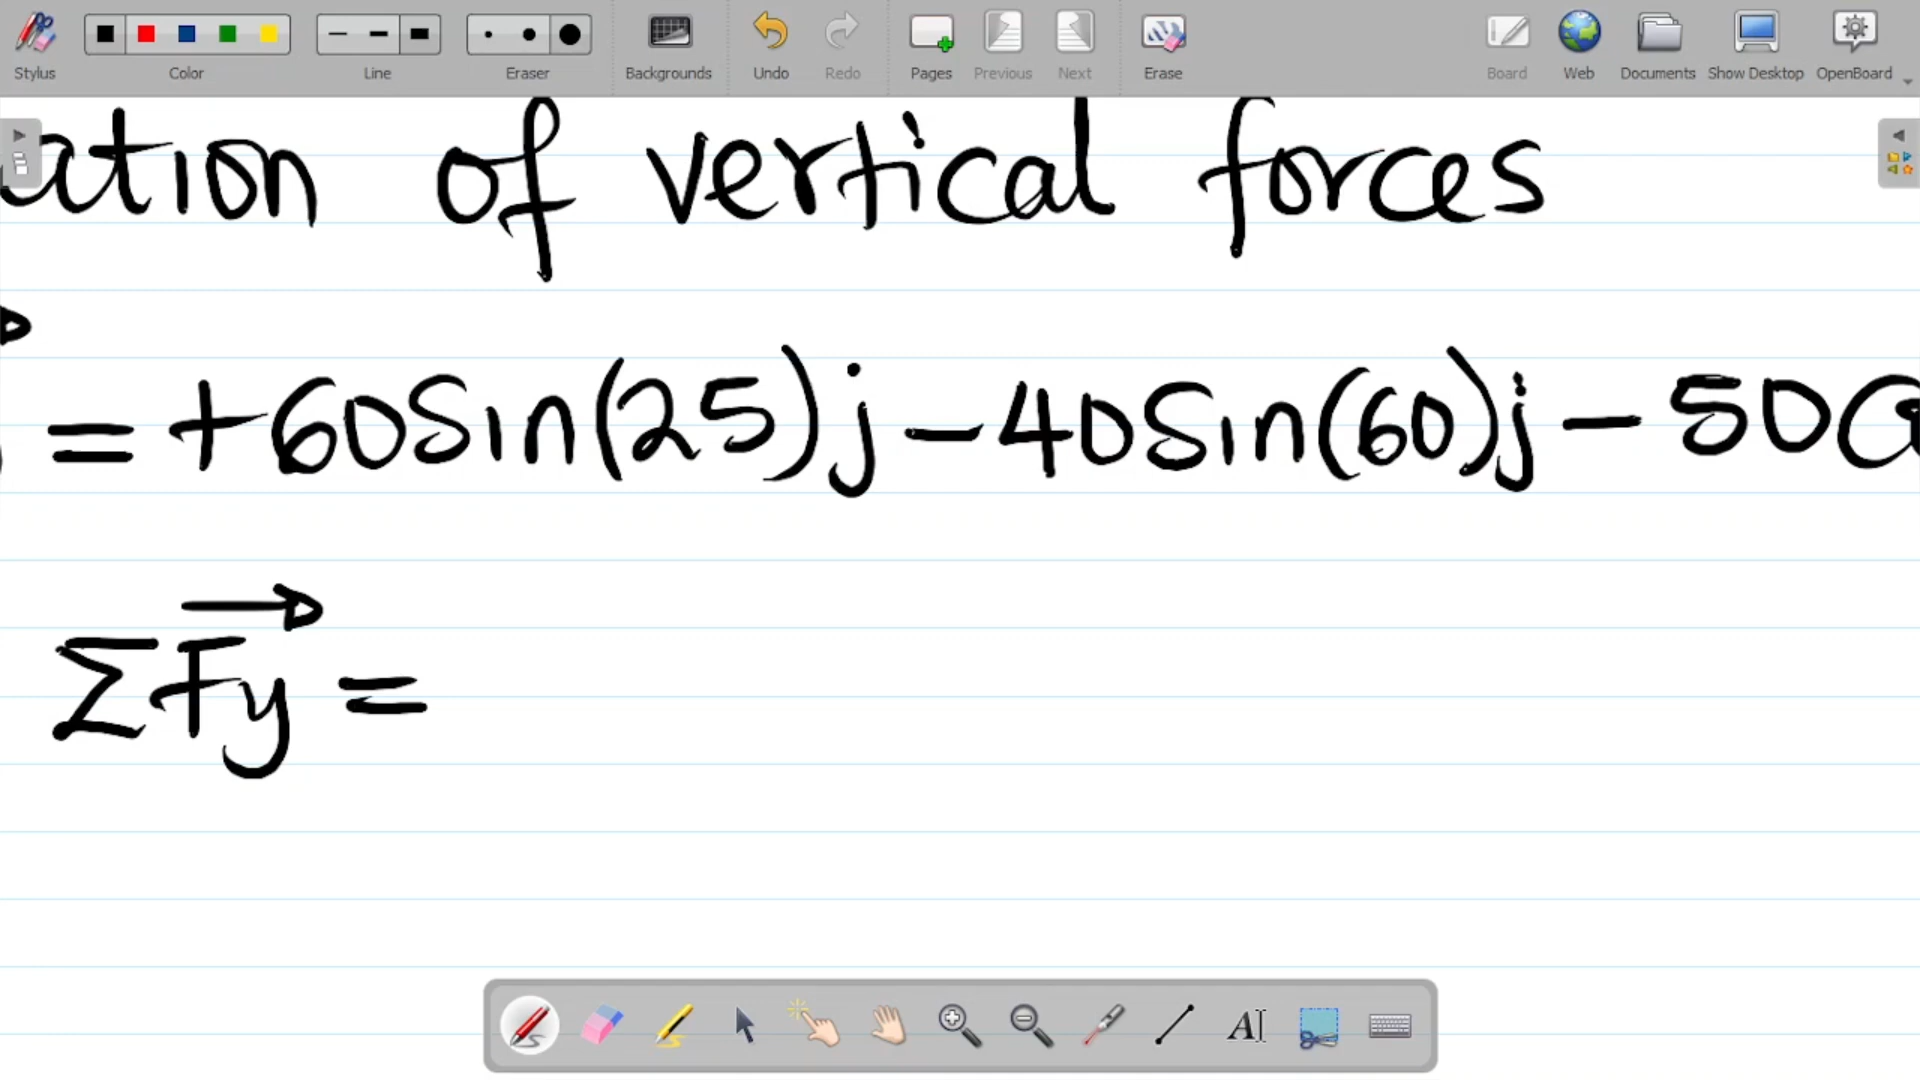 Stylus Color Line Eraser Backgrounds Undo Redo Pages Previous Next Erase Board Web Documents Show Desktop OpenBoard
ation of vertical forces
= +60Sin(25)j - 40Sin(60)j - 50
ΣFy =